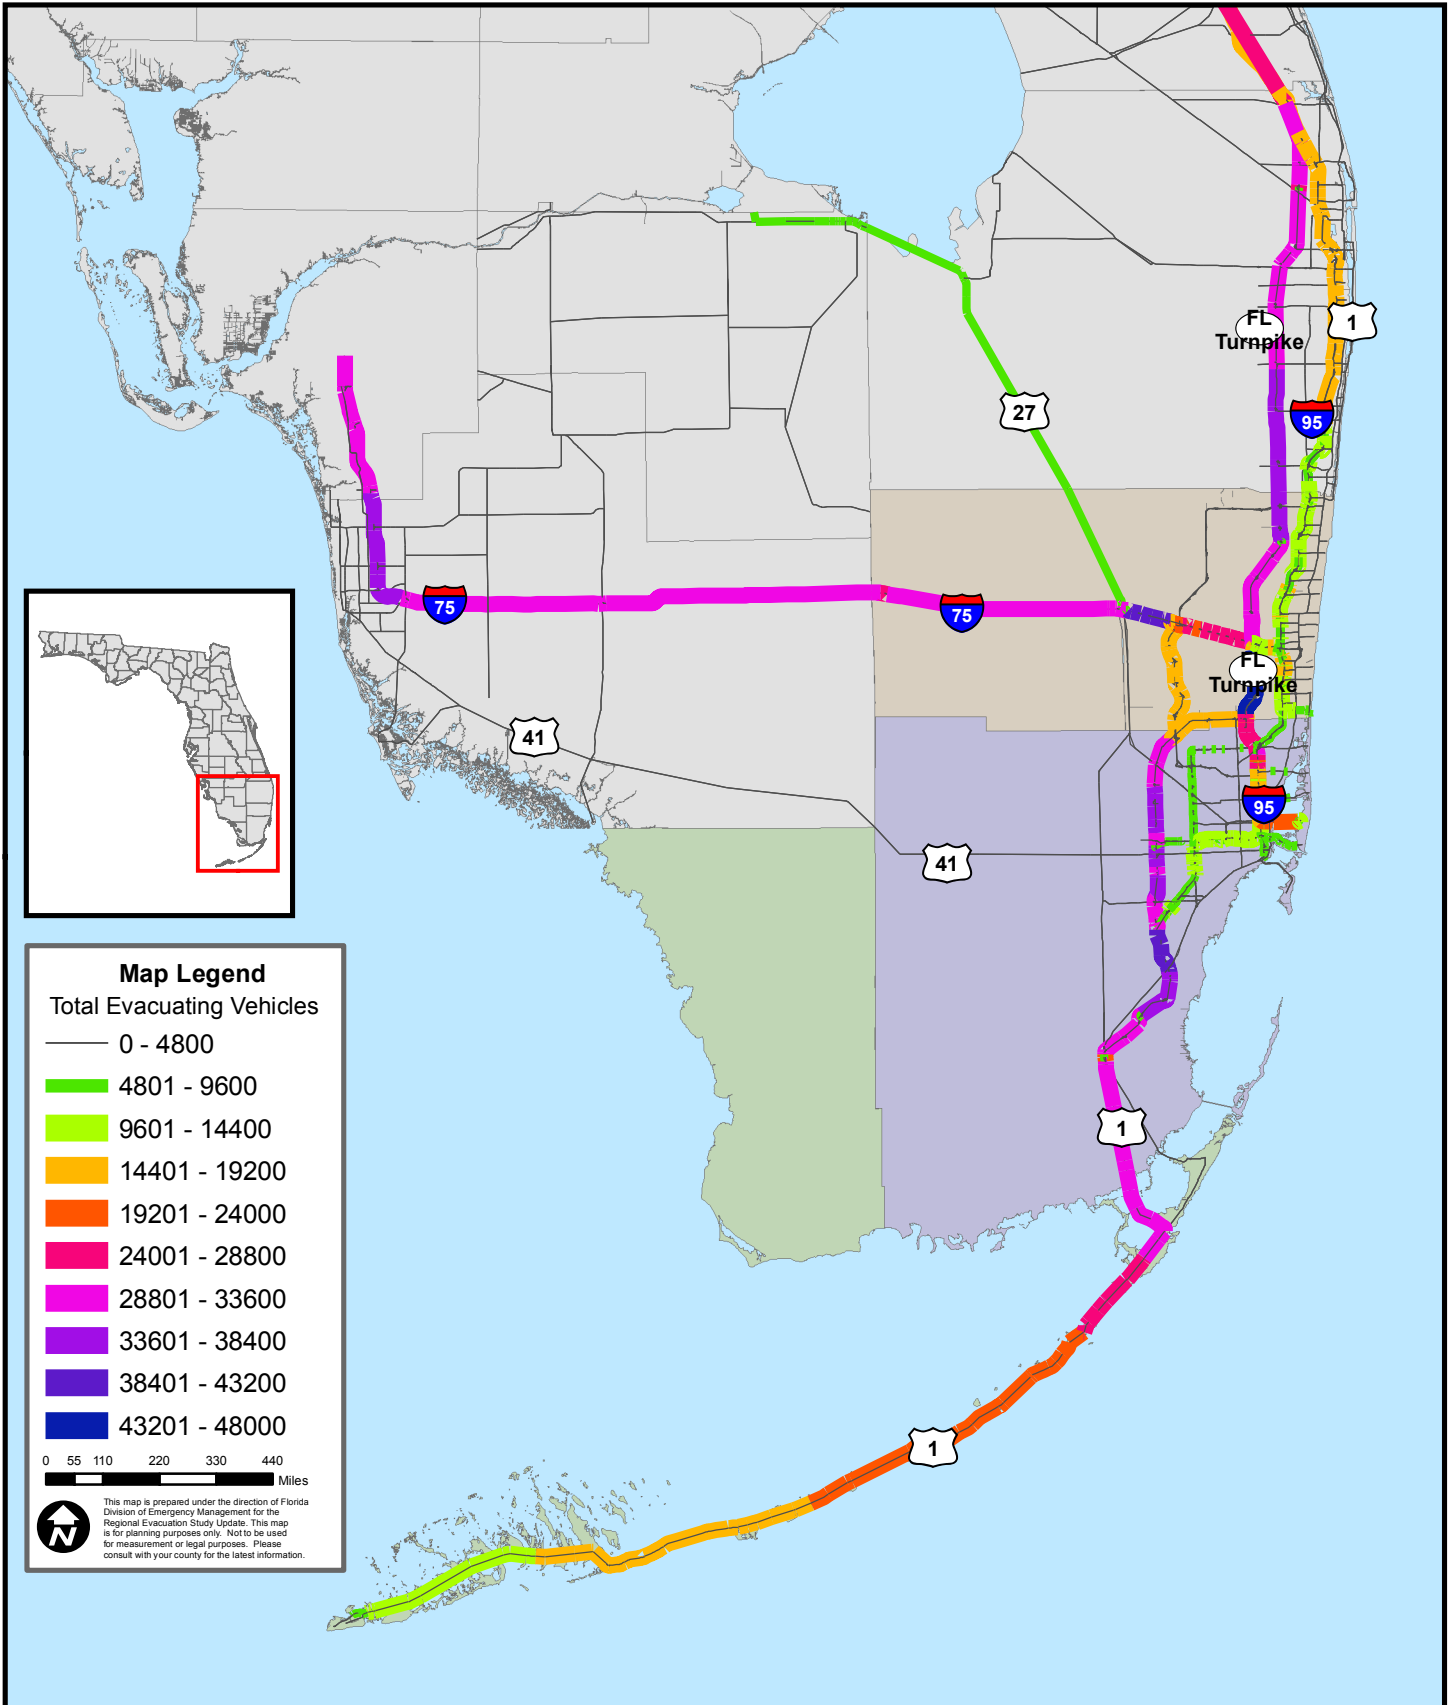 FL
Turnpike
1
95
27
75
75
FL
Turnpike
41
95
41
1
1
Map Legend
Total Evacuating Vehicles
0 - 4800
4801 - 9600
9601 - 14400
14401 - 19200
19201 - 24000
24001 - 28800
28801 - 33600
33601 - 38400
38401 - 43200
43201 - 48000
0 55 110 220 330 440
Miles
N
This map is prepared under the direction of Florida
Division of Emergency Management for the
Regional Evacuation Study Update. This map
is for planning purposes only. Not to be used
for measurement or legal purposes. Please
consult with your county for the latest information.